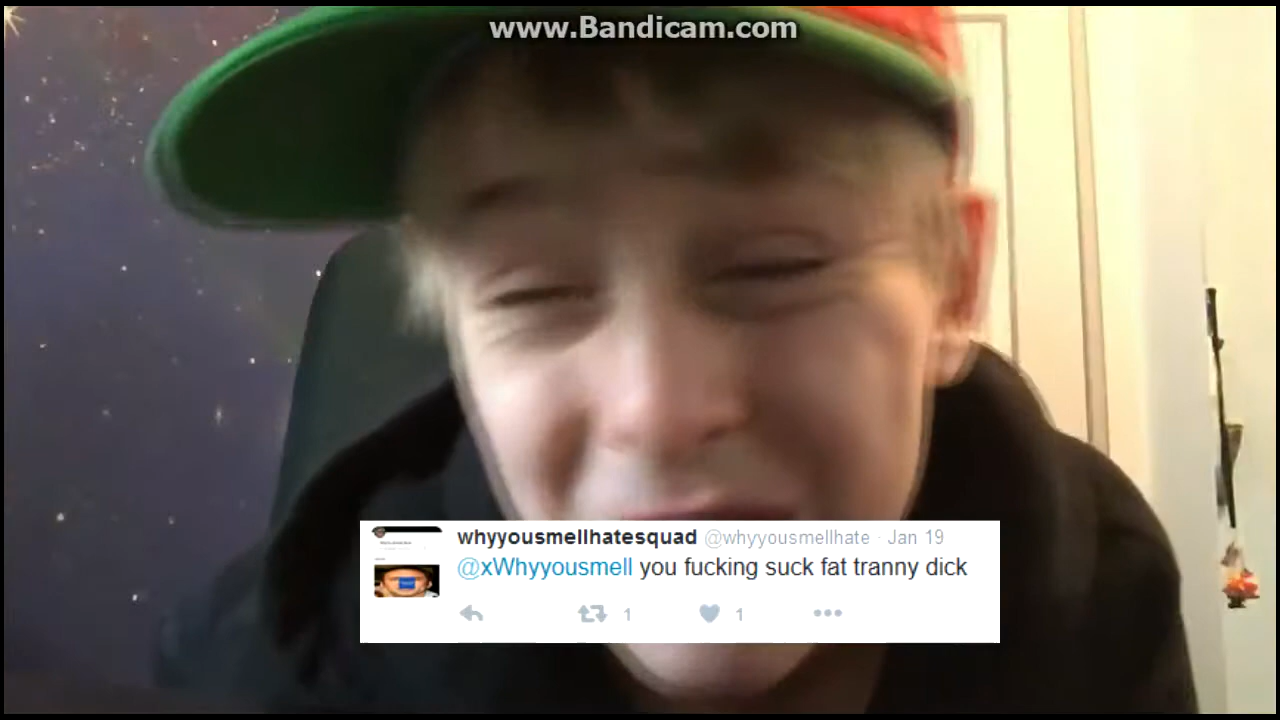 www.Bandicam.com
whyyousmellhatesquad @whyyousmellhate · Jan 19
@xWhyyousmell you fucking suck fat tranny dick
1 1